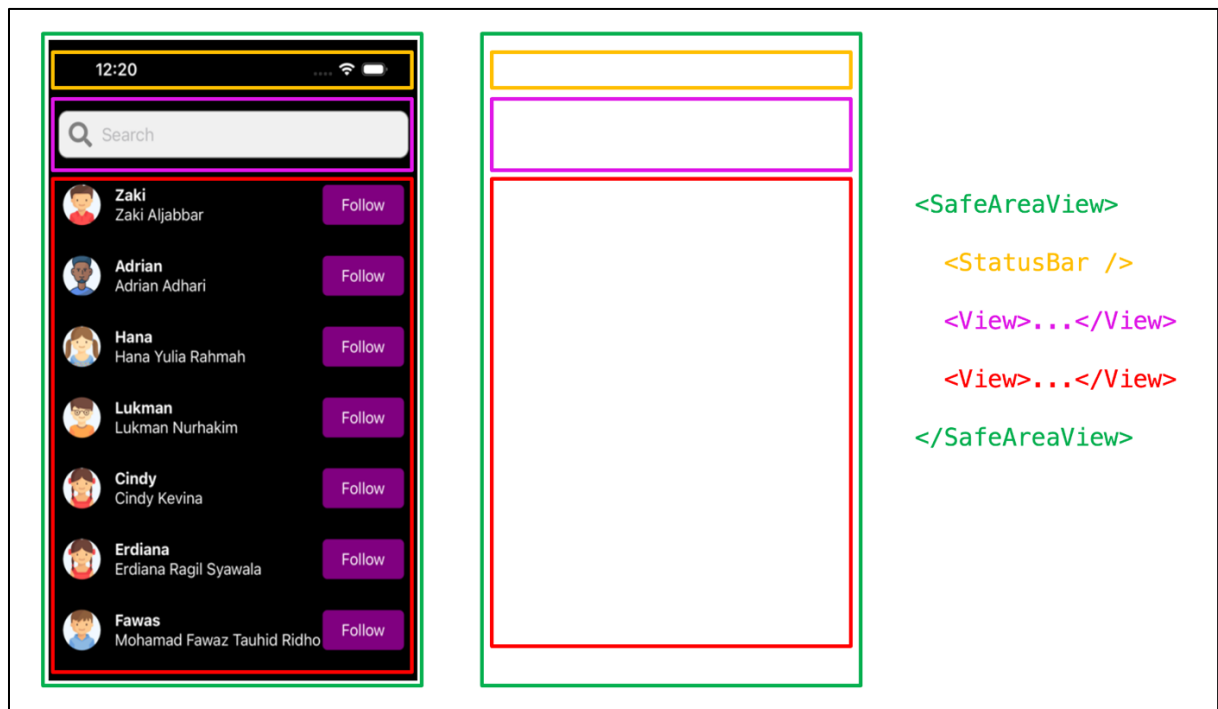 12:20
Search
Zaki
Zaki Aljabbar
Follow
Adrian
Adrian Adhari
Follow
Hana
Hana Yulia Rahmah
Follow
Lukman
Lukman Nurhakim
Follow
Cindy
Cindy Kevina
Follow
Erdiana
Erdiana Ragil Syawala
Follow
Fawas
Mohamad Fawaz Tauhid Ridho
Follow
<SafeAreaView>
<StatusBar />
<View>...</View>
<View>...</View>
</SafeAreaView>